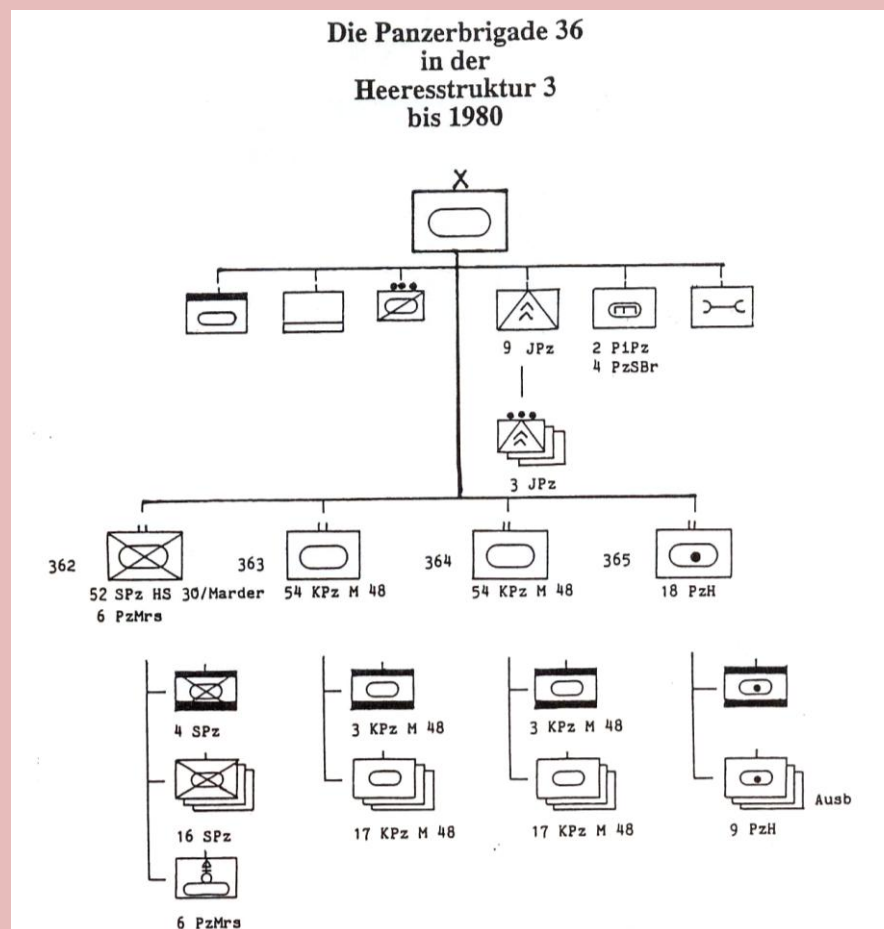 Die Panzerbrigade 36
in der
Heeresstruktur 3
bis 1980
X
9 JPz
2 PiPz
4 PzSBr
3 JPz
362
52 SPz HS 30/Marder
6 PzMrs
363
54 KPz M 48
364
54 KPz M 48
365
18 PzH
4 SPz
3 KPz M 48
3 KPz M 48
16 SPz
17 KPz M 48
17 KPz M 48
9 PzH
Ausb
6 PzMrs